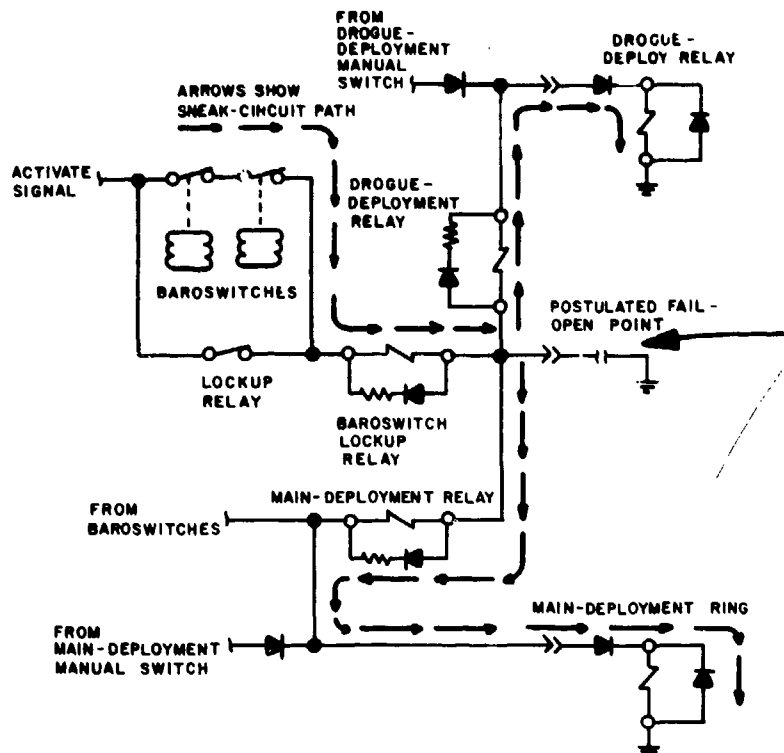 FROM
DROGUE-
DEPLOYMENT
MANUAL
SWITCH
DROGUE-
DEPLOY RELAY
ARROWS SHOW
SNEAK-CIRCUIT PATH
ACTIVATE
SIGNAL
DROGUE-
DEPLOYMENT
RELAY
BAROSWITCHES
POSTULATED FAIL-
OPEN POINT
LOCKUP
RELAY
BAROSWITCH
LOCKUP
RELAY
FROM
BAROSWITCHES
MAIN-DEPLOYMENT RELAY
MAIN-DEPLOYMENT RING
FROM
MAIN-DEPLOYMENT
MANUAL SWITCH